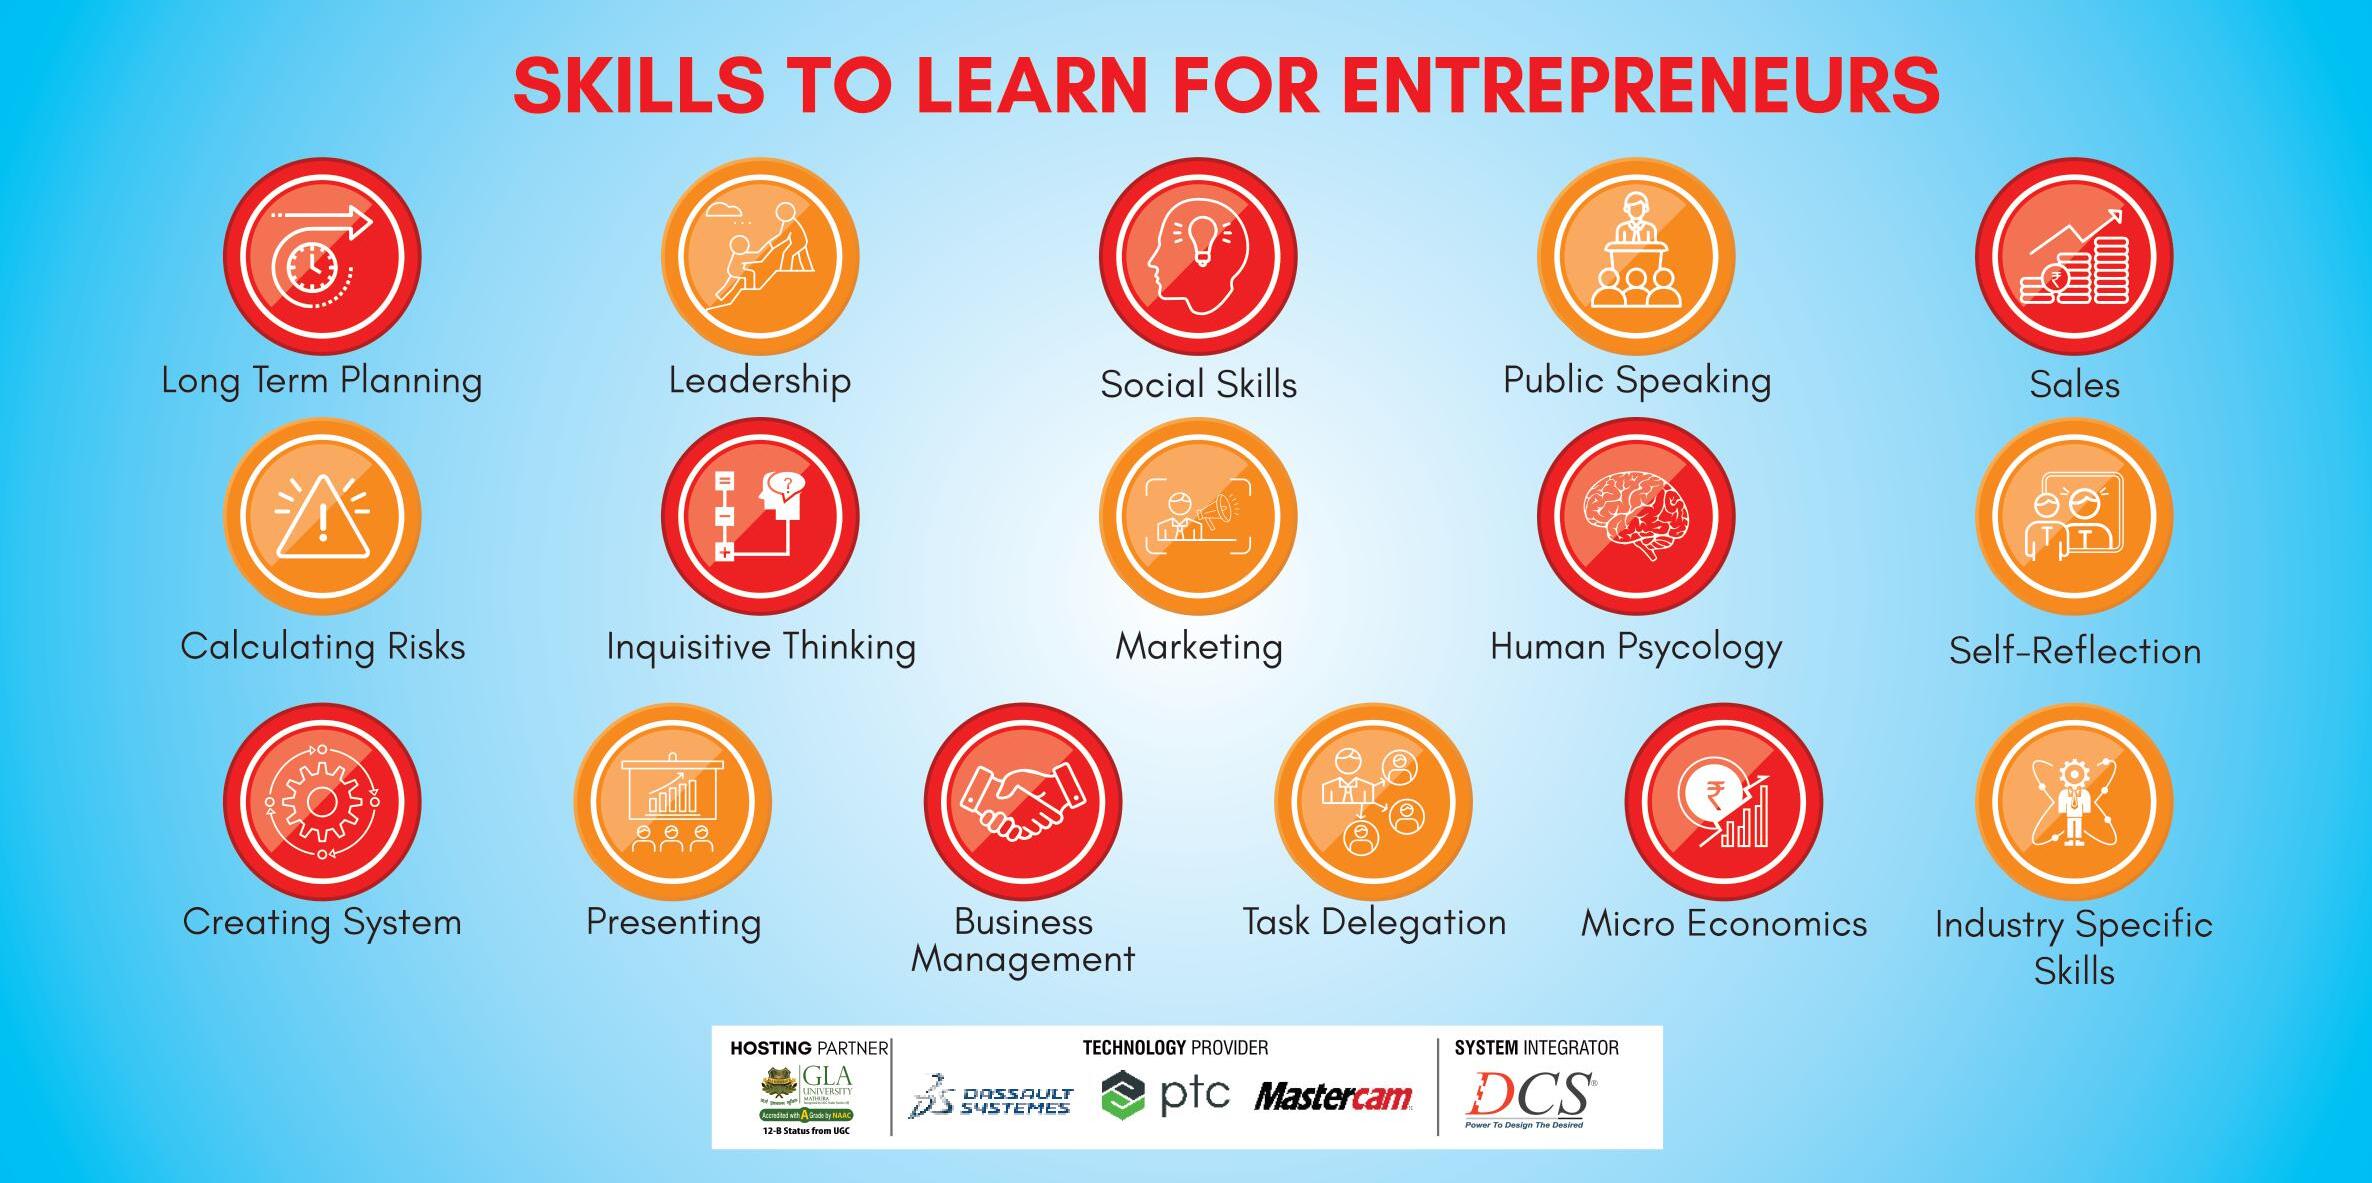 SKILLS TO LEARN FOR ENTREPRENEURS
Long Term Planning
Leadership
Social Skills
Public Speaking
Sales
Calculating Risks
Inquisitive Thinking
Marketing
Human Psycology
Self-Reflection
Creating System
Presenting
Business
Management
Task Delegation
Micro Economics
Industry Specific
Skills
HOSTING PARTNER
GLA
UNIVERSITY
MATHURA
Accredited with A Grade by NAAC
12-B Status from UGC
TECHNOLOGY PROVIDER
DASSAULT
SYSTEMES
ptc
Mastercam
SYSTEM INTEGRATOR
DCS®
Power To Design The Desired